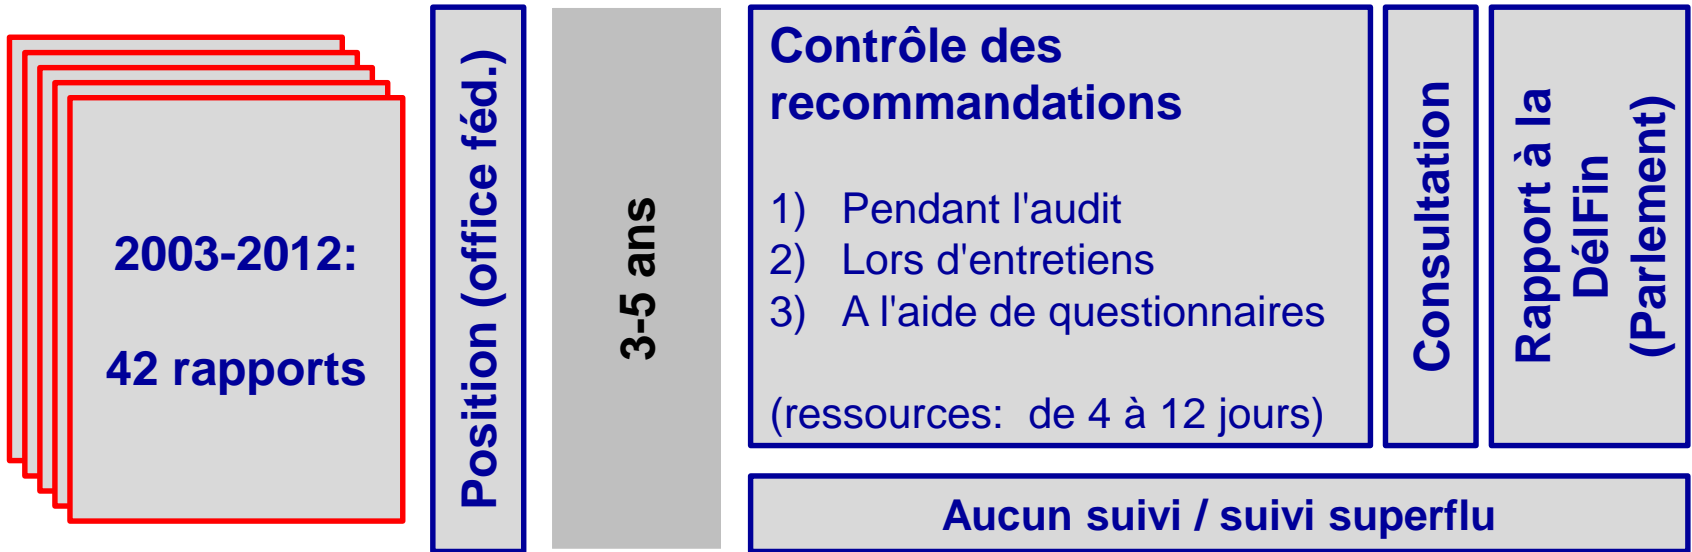 2003-2012:
42 rapports
Position (office féd.)
3-5 ans
Contrôle des
recommandations
1) Pendant l'audit
2) Lors d'entretiens
3) A l'aide de questionnaires
(ressources: de 4 à 12 jours)
Consultation
Rapport à la
DélFin
(Parlement)
Aucun suivi / suivi superflu